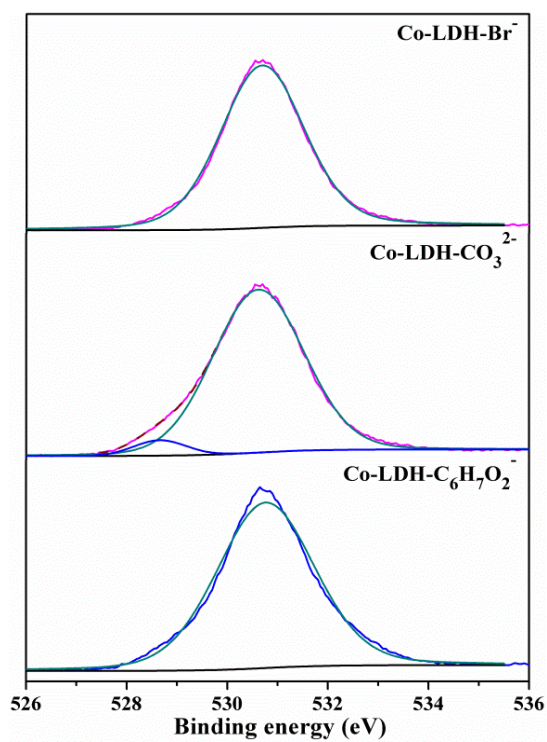 Co-LDH-Br⁻
Co-LDH-CO₃²⁻
Co-LDH-C₆H₇O₂⁻
526 528 530 532 534 536
Binding energy (eV)